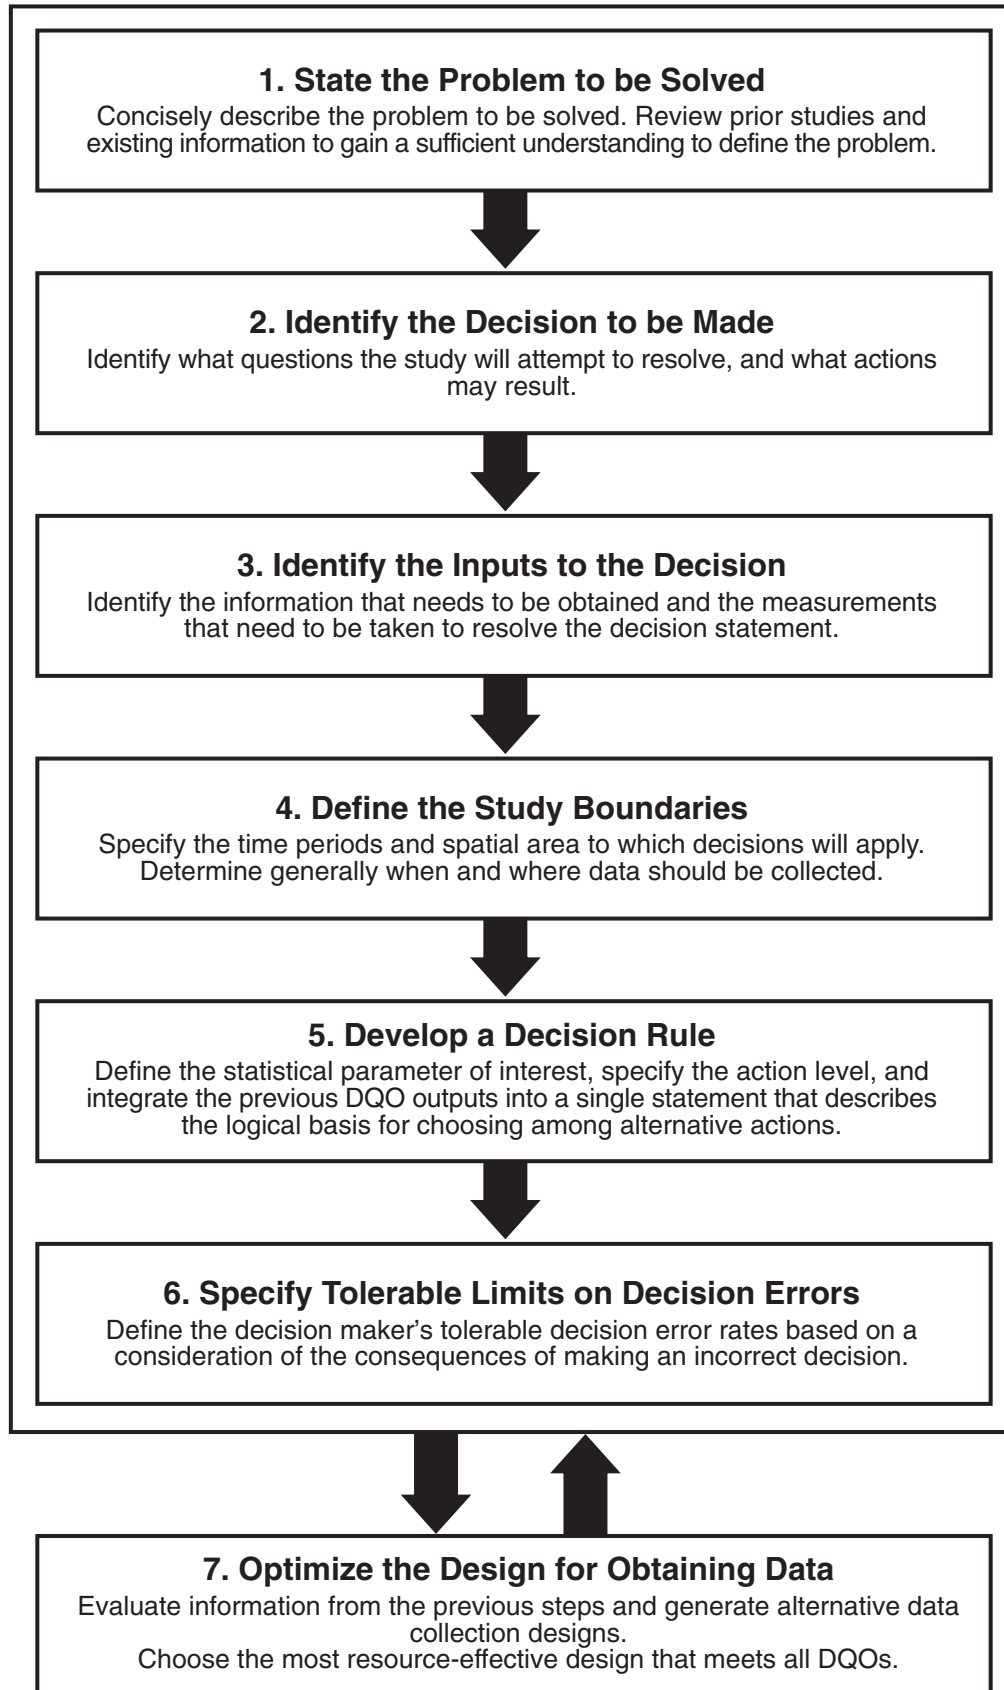 1. State the Problem to be Solved
Concisely describe the problem to be solved. Review prior studies and
existing information to gain a sufficient understanding to define the problem.
2. Identify the Decision to be Made
Identify what questions the study will attempt to resolve, and what actions
may result.
3. Identify the Inputs to the Decision
Identify the information that needs to be obtained and the measurements
that need to be taken to resolve the decision statement.
4. Define the Study Boundaries
Specify the time periods and spatial area to which decisions will apply.
Determine generally when and where data should be collected.
5. Develop a Decision Rule
Define the statistical parameter of interest, specify the action level, and
integrate the previous DQO outputs into a single statement that describes
the logical basis for choosing among alternative actions.
6. Specify Tolerable Limits on Decision Errors
Define the decision maker's tolerable decision error rates based on a
consideration of the consequences of making an incorrect decision.
7. Optimize the Design for Obtaining Data
Evaluate information from the previous steps and generate alternative data
collection designs.
Choose the most resource-effective design that meets all DQOs.